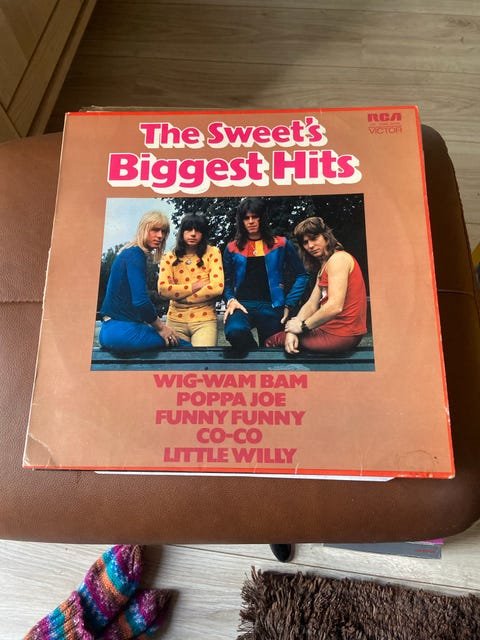 The Sweet's
Biggest Hits
RCA
VICTOR
WIG-WAM BAM
POPPA JOE
FUNNY FUNNY
CO-CO
LITTLE WILLY